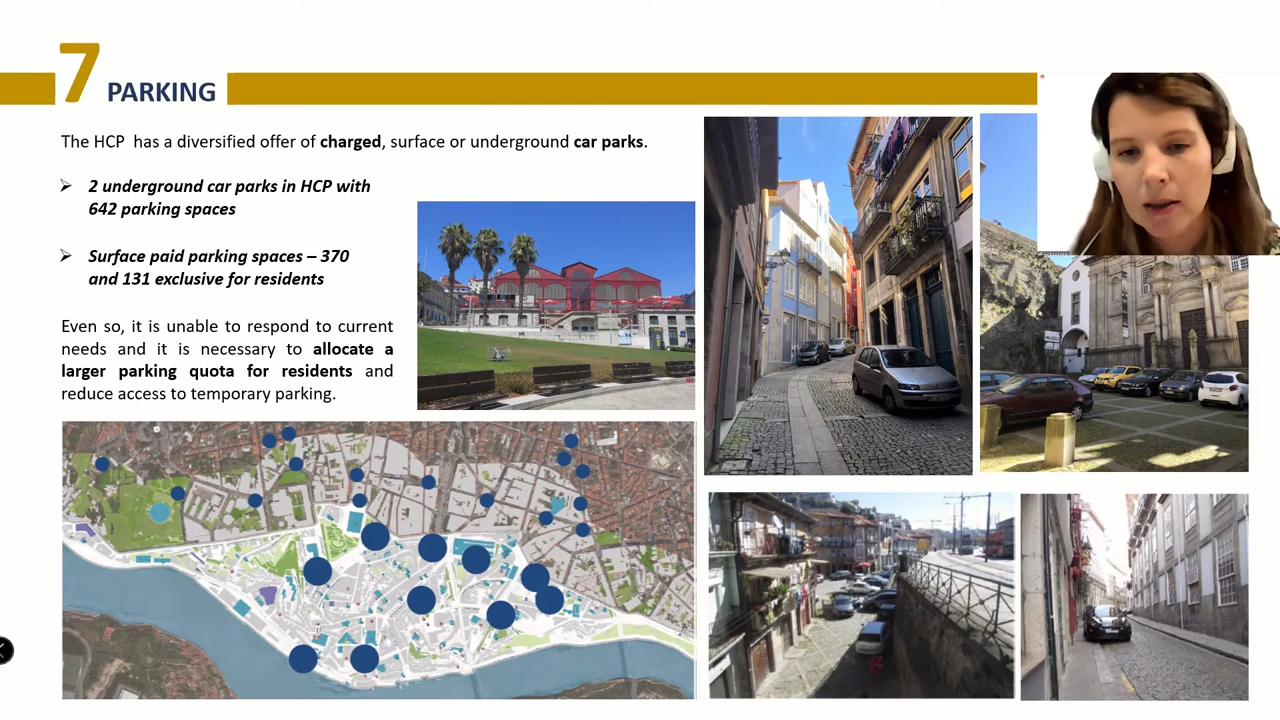 7 PARKING
The HCP has a diversified offer of charged, surface or underground car parks.
➢ 2 underground car parks in HCP with
642 parking spaces
➢ Surface paid parking spaces – 370
and 131 exclusive for residents
Even so, it is unable to respond to current
needs and it is necessary to allocate a
larger parking quota for residents and
reduce access to temporary parking.